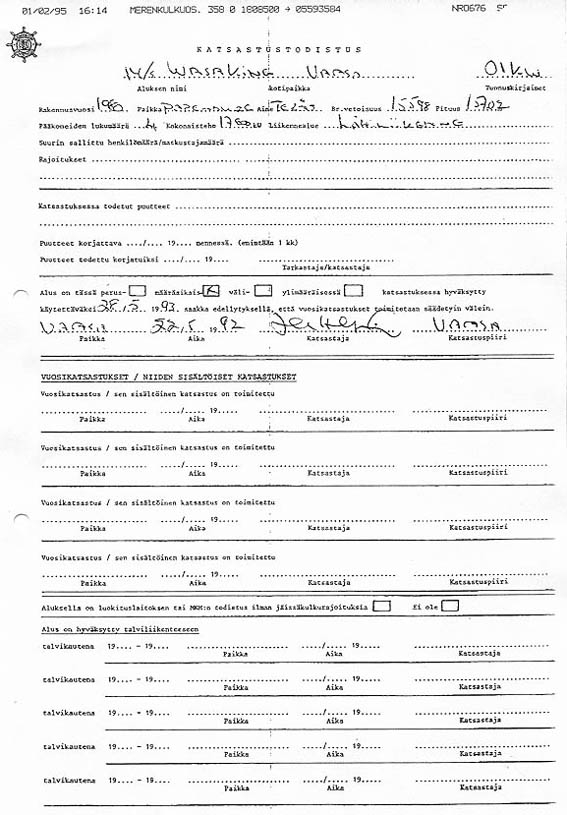 01/02/95 16:14 MERENKULKUOS. 358 0 1808500 → 05593584 NRO676
KATSASTUSTODISTUS
M/S WASA KING VAASA OIKW
Aluksen nimi kotipaikka Tunnuskirjaimet
Rakennusvuosi 1980 Paikka PAPENBURG Aine TERÄS Br.vetoisuus 15598 Pituus 137,02
Pääkoneiden lukumäärä 4 Kokonaisteho Liikennealue LÄHILIIKENNE
Suurin sallittu henkilömäärä/matkustajamäärä
Rajoitukset
Katsastuksessa todetut puutteet
Puutteet korjattava ..../.... 19.... mennessä. (enintään 1 kk)
Puutteet todettu korjatuiksi ..../.... 19....
Tarkastaja/katsastaja
Alus on tässä perus- määräaikais- X väli- ylimääräisessä katsastuksessa hyväksytty
käytettäväksi 28.5. 1993 saakka edellytyksellä, että vuosikatsastukset toimitetaan säädetyin välein.
VAASA 22.5 1992 VAASA
Paikka Aika Katsastaja Katsastuspiiri
VUOSIKATSASTUKSET / NIIDEN SISÄLTÖISET KATSASTUKSET
Vuosikatsastus / sen sisältöinen katsastus on toimitettu
..../.... 19....
Paikka Aika Katsastaja Katsastuspiiri
Vuosikatsastus / sen sisältöinen katsastus on toimitettu
..../.... 19....
Paikka Aika Katsastaja Katsastuspiiri
Vuosikatsastus / sen sisältöinen katsastus on toimitettu
..../.... 19....
Paikka Aika Katsastaja Katsastuspiiri
Vuosikatsastus / sen sisältöinen katsastus on toimitettu
..../.... 19....
Paikka Aika Katsastaja Katsastuspiiri
Aluksella on luokituslaitoksen tai MKH:n todistus ilman jäissäkulkurajoituksia Ei ole
Alus on hyväksytty talviliikenteeseen
talvikautena 19.... - 19.... ..../.... 19....
Paikka Aika Katsastaja
talvikautena 19.... - 19.... ..../.... 19....
Paikka Aika Katsastaja
talvikautena 19.... - 19.... ..../.... 19....
Paikka Aika Katsastaja
talvikautena 19.... - 19.... ..../.... 19....
Paikka Aika Katsastaja
talvikautena 19.... - 19.... ..../.... 19....
Paikka Aika Katsastaja